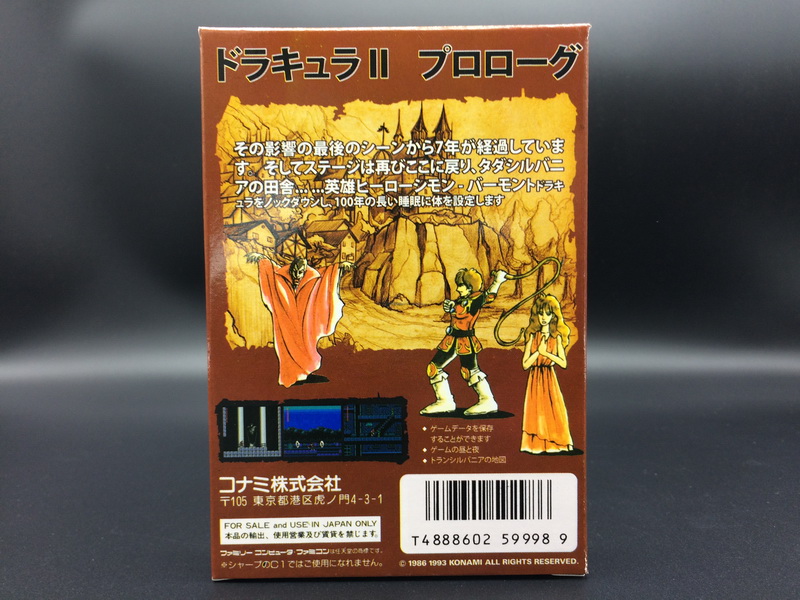 ドラキュラII プロローグ
その影響の最後のシーンから7年が経過していま
す。そしてステージは再びここに戻り、タダシルバニ
アの田舎... ...英雄ヒーローシモン - バーモントドラキ
ュラをノックダウンし、100年の長い睡眠に体を設定します
◆ ゲームデータを保存
することができます
◆ ゲームの昼と夜
◆ トランシルバニアの地図
コナミ株式会社
〒105 東京都港区虎ノ門4-3-1
FOR SALE and USE IN JAPAN ONLY
本品の輸出、使用営業及び賃貸を禁じます。
ファミリー コンピュータ・ファミコンは任天堂の商標です。
※シャープのC1ではご使用になれません。
T4888602 59998 9
© 1986 1993 KONAMI ALL RIGHTS RESERVED.